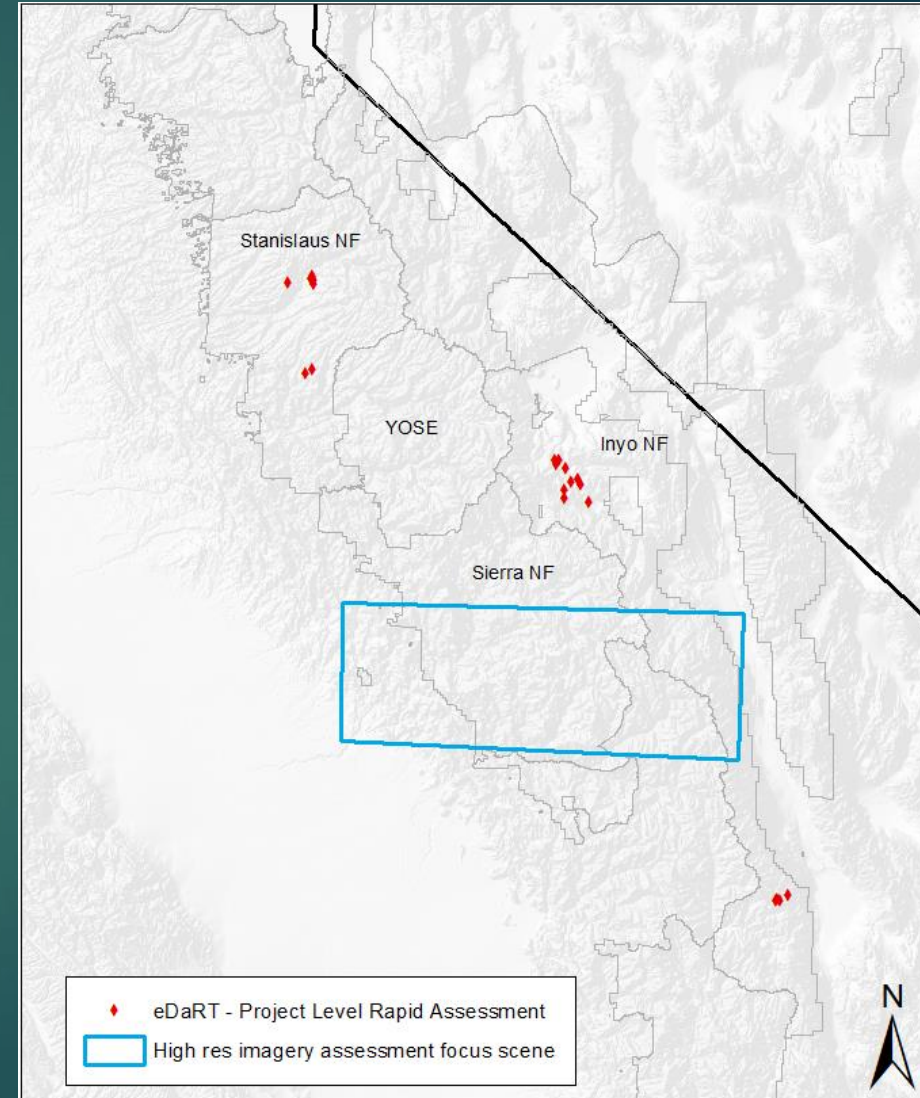 Stanislaus NF
YOSE
Inyo NF
Sierra NF
eDaRT - Project Level Rapid Assessment
High res imagery assessment focus scene
N